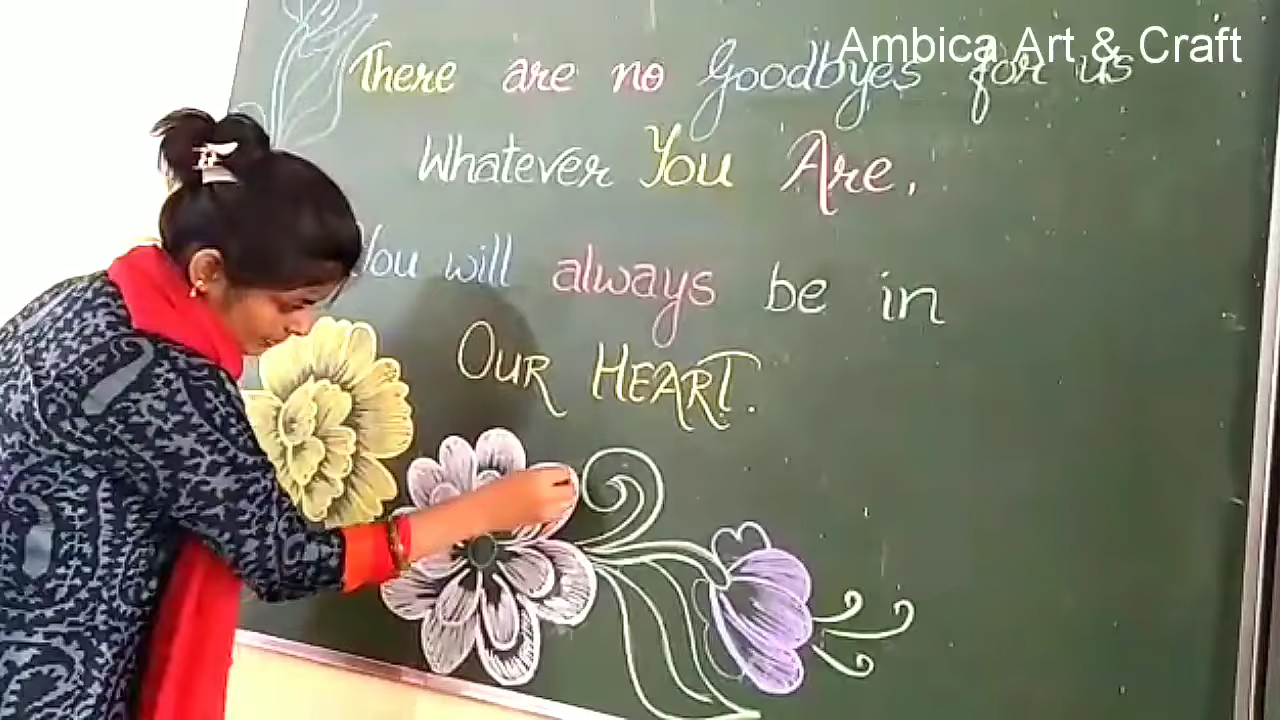 Ambica Art & Craft
There are no Goodbyes for us
Whatever You Are,
You will always be in
OUR HEART.